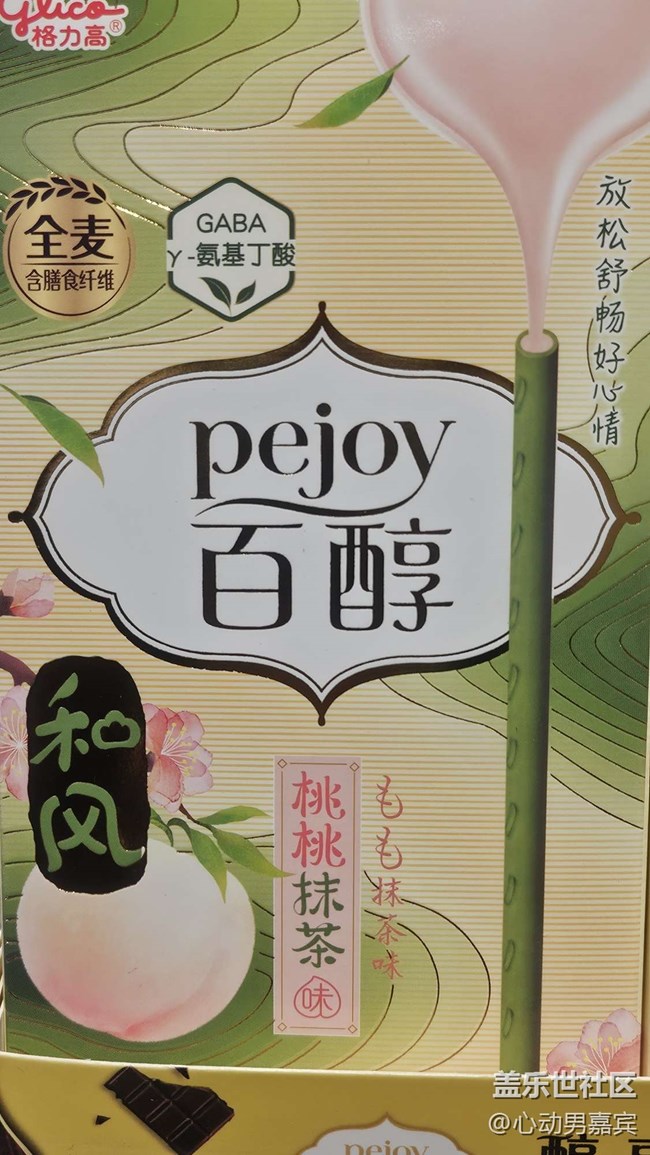 Glico
格力高®
全麦
含膳食纤维
GABA
γ-氨基丁酸
放松舒畅好心情
pejoy
百醇
和风
桃桃抹茶味
もも抹茶味
pejoy
盖乐世社区
@心动男嘉宾